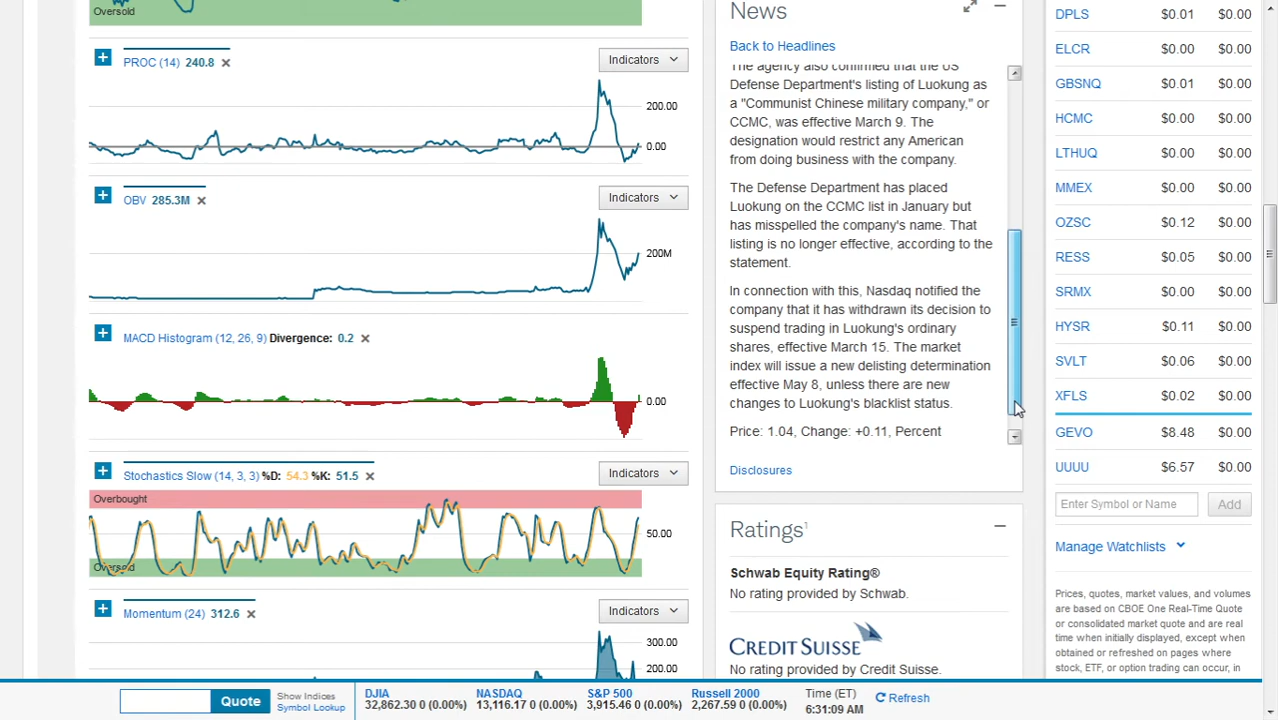 Oversold
PROC (14) 240.8 ×
Indicators
200.00
0.00
OBV 285.3M ×
Indicators
200M
MACD Histogram (12, 26, 9) Divergence: 0.2 ×
0.00
Stochastics Slow (14, 3, 3) %D: 54.3 %K: 51.5 ×
Indicators
Overbought
50.00
Oversold
Momentum (24) 312.6 ×
Indicators
300.00
200.00
News
Back to Headlines
The agency also confirmed that the US
Defense Department's listing of Luokung as
a "Communist Chinese military company," or
CCMC, was effective March 9. The
designation would restrict any American
from doing business with the company.
The Defense Department has placed
Luokung on the CCMC list in January but
has misspelled the company's name. That
listing is no longer effective, according to the
statement.
In connection with this, Nasdaq notified the
company that it has withdrawn its decision to
suspend trading in Luokung's ordinary
shares, effective March 15. The market
index will issue a new delisting determination
effective May 8, unless there are new
changes to Luokung's blacklist status.
Price: 1.04, Change: +0.11, Percent
Disclosures
Ratings¹
Schwab Equity Rating®
No rating provided by Schwab.
CREDIT SUISSE
No rating provided by Credit Suisse.
DPLS $0.01 $0.00
ELCR $0.00 $0.00
GBSNQ $0.01 $0.00
HCMC $0.00 $0.00
LTHUQ $0.00 $0.00
MMEX $0.00 $0.00
OZSC $0.12 $0.00
RESS $0.05 $0.00
SRMX $0.00 $0.00
HYSR $0.11 $0.00
SVLT $0.06 $0.00
XFLS $0.02 $0.00
GEVO $8.48 $0.00
UUUU $6.57 $0.00
Enter Symbol or Name Add
Manage Watchlists
Prices, quotes, market values, and volumes
are based on CBOE One Real-Time Quote
or consolidated market quote and are real
time when initially displayed, except when
obtained or refreshed on pages where
stock, ETF, or option trading can occur, in
Quote
Show Indices
Symbol Lookup
DJIA
32,862.30 0 (0.00%)
NASDAQ
13,116.17 0 (0.00%)
S&P 500
3,915.46 0 (0.00%)
Russell 2000
2,267.59 0 (0.00%)
Time (ET)
6:31:09 AM
Refresh